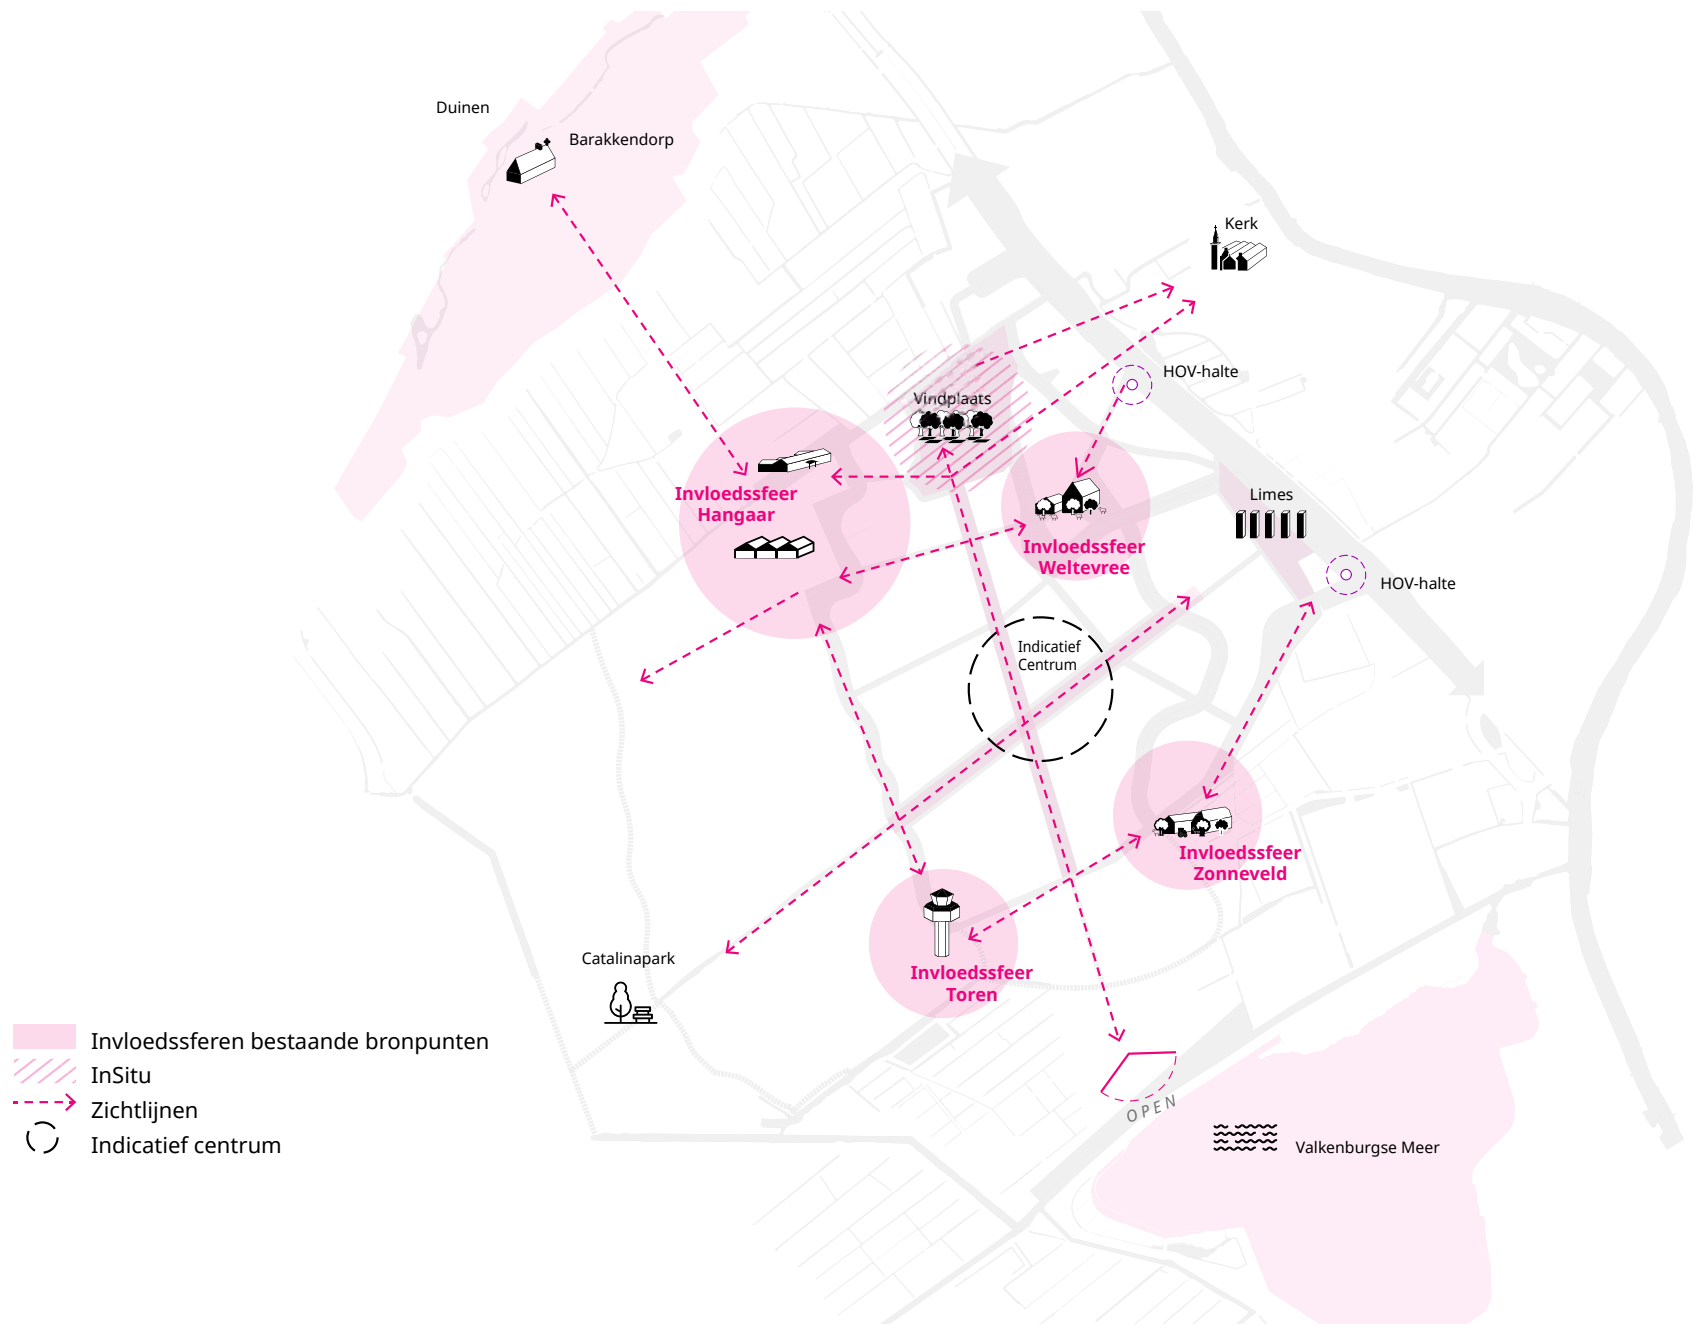 Duinen
Barakkendorp
Kerk
HOV-halte
Vindplaats
Invloedssfeer
Hangaar
Limes
Invloedssfeer
Weltevree
HOV-halte
Indicatief
Centrum
Invloedssfeer
Zonneveld
Catalinapark
Invloedssfeer
Toren
OPEN
Valkenburgse Meer
Invloedssferen bestaande bronpunten
InSitu
Zichtlijnen
Indicatief centrum